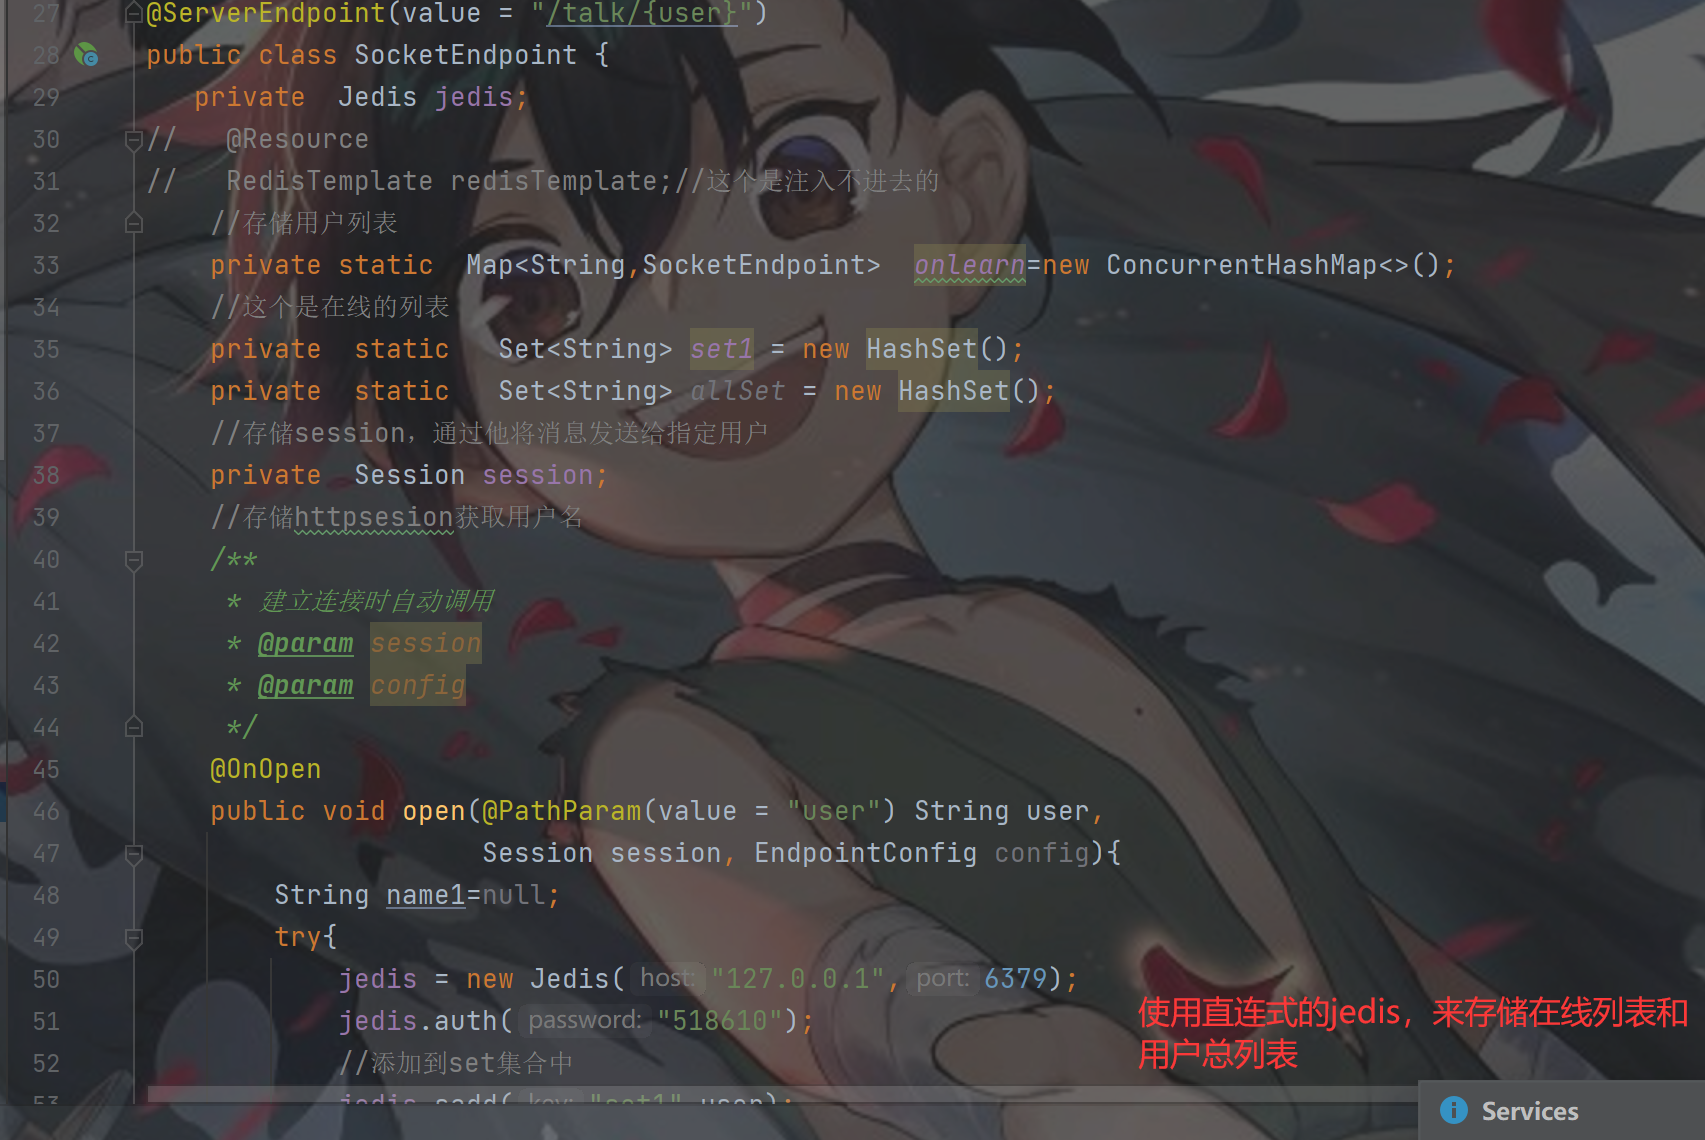 27 @ServerEndpoint(value = "/talk/{user}")
28 public class SocketEndpoint {
29 private Jedis jedis;
30 // @Resource
31 // RedisTemplate redisTemplate;//这个是注入不进去的
32 //存储用户列表
33 private static Map<String,SocketEndpoint> onlearn=new ConcurrentHashMap<>();
34 //这个是在线的列表
35 private static Set<String> set1 = new HashSet();
36 private static Set<String> allSet = new HashSet();
37 //存储session，通过他将消息发送给指定用户
38 private Session session;
39 //存储httpsesion获取用户名
40 /**
41 * 建立连接时自动调用
42 * @param session
43 * @param config
44 */
45 @OnOpen
46 public void open(@PathParam(value = "user") String user,
47 Session session, EndpointConfig config){
48 String name1=null;
49 try{
50 jedis = new Jedis( host: "127.0.0.1", port: 6379);
51 jedis.auth( password: "518610");
52 //添加到set集合中
53 jedis.sadd( key: "set1",user);
使用直连式的jedis，来存储在线列表和
用户总列表
Services